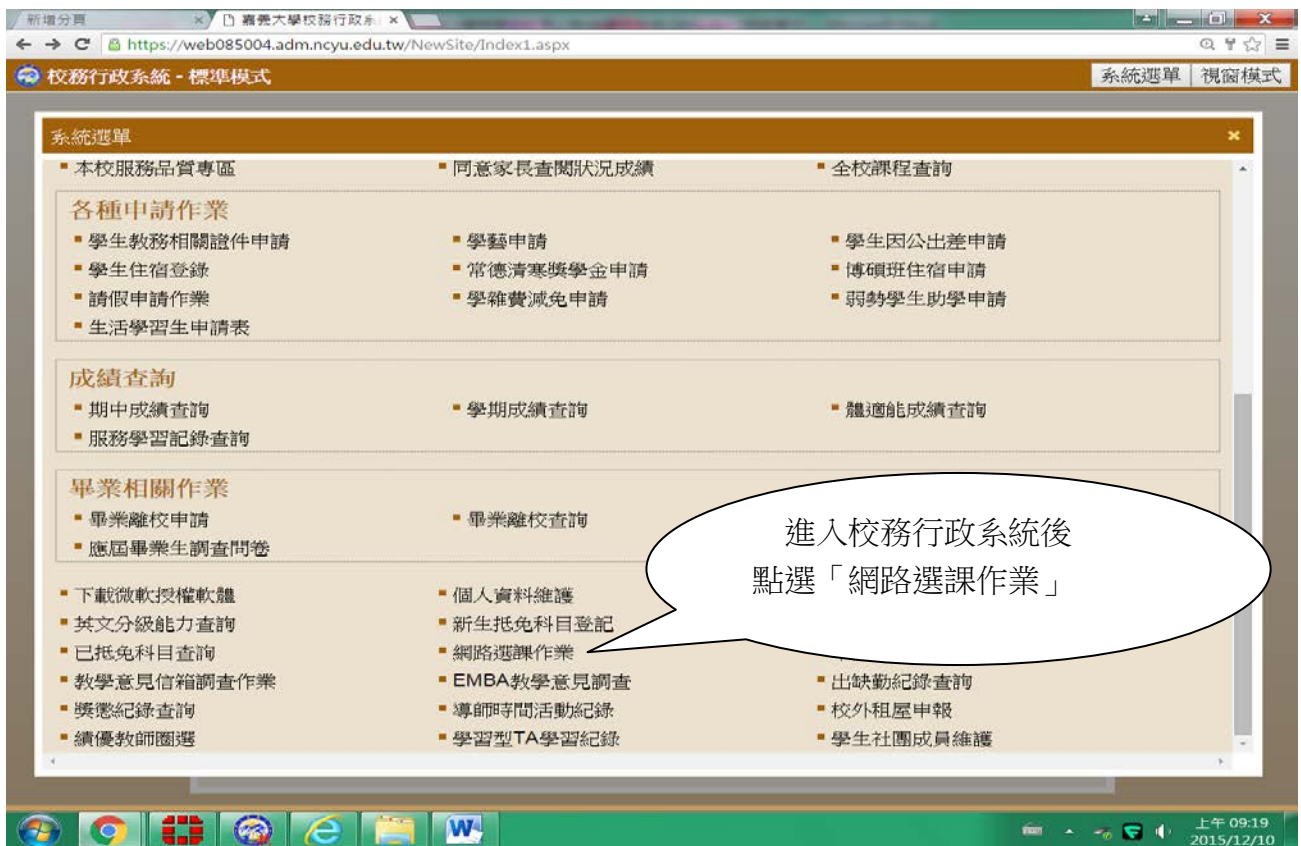 新增分頁 嘉義大學校務行政系
https://web085004.adm.ncyu.edu.tw/NewSite/Index1.aspx
校務行政系統 - 標準模式 系統選單 視窗模式
系統選單
本校服務品質專區 同意家長查閱狀況成績 全校課程查詢
各種申請作業
學生教務相關證件申請 學藝申請 學生因公出差申請
學生住宿登錄 常德清寒獎學金申請 博碩班住宿申請
請假申請作業 學雜費減免申請 弱勢學生助學申請
生活學習生申請表
成績查詢
期中成績查詢 學期成績查詢 體適能成績查詢
服務學習記錄查詢
畢業相關作業
畢業離校申請 畢業離校查詢
應屆畢業生調查問卷
進入校務行政系統後
點選「網路選課作業」
下載微軟授權軟體 個人資料維護
英文分級能力查詢 新生抵免科目登記
已抵免科目查詢 網路選課作業
教學意見信箱調查作業 EMBA教學意見調查 出缺勤紀錄查詢
獎懲紀錄查詢 導師時間活動紀錄 校外租屋申報
績優教師圈選 學習型TA學習紀錄 學生社團成員維護
上午 09:19
2015/12/10